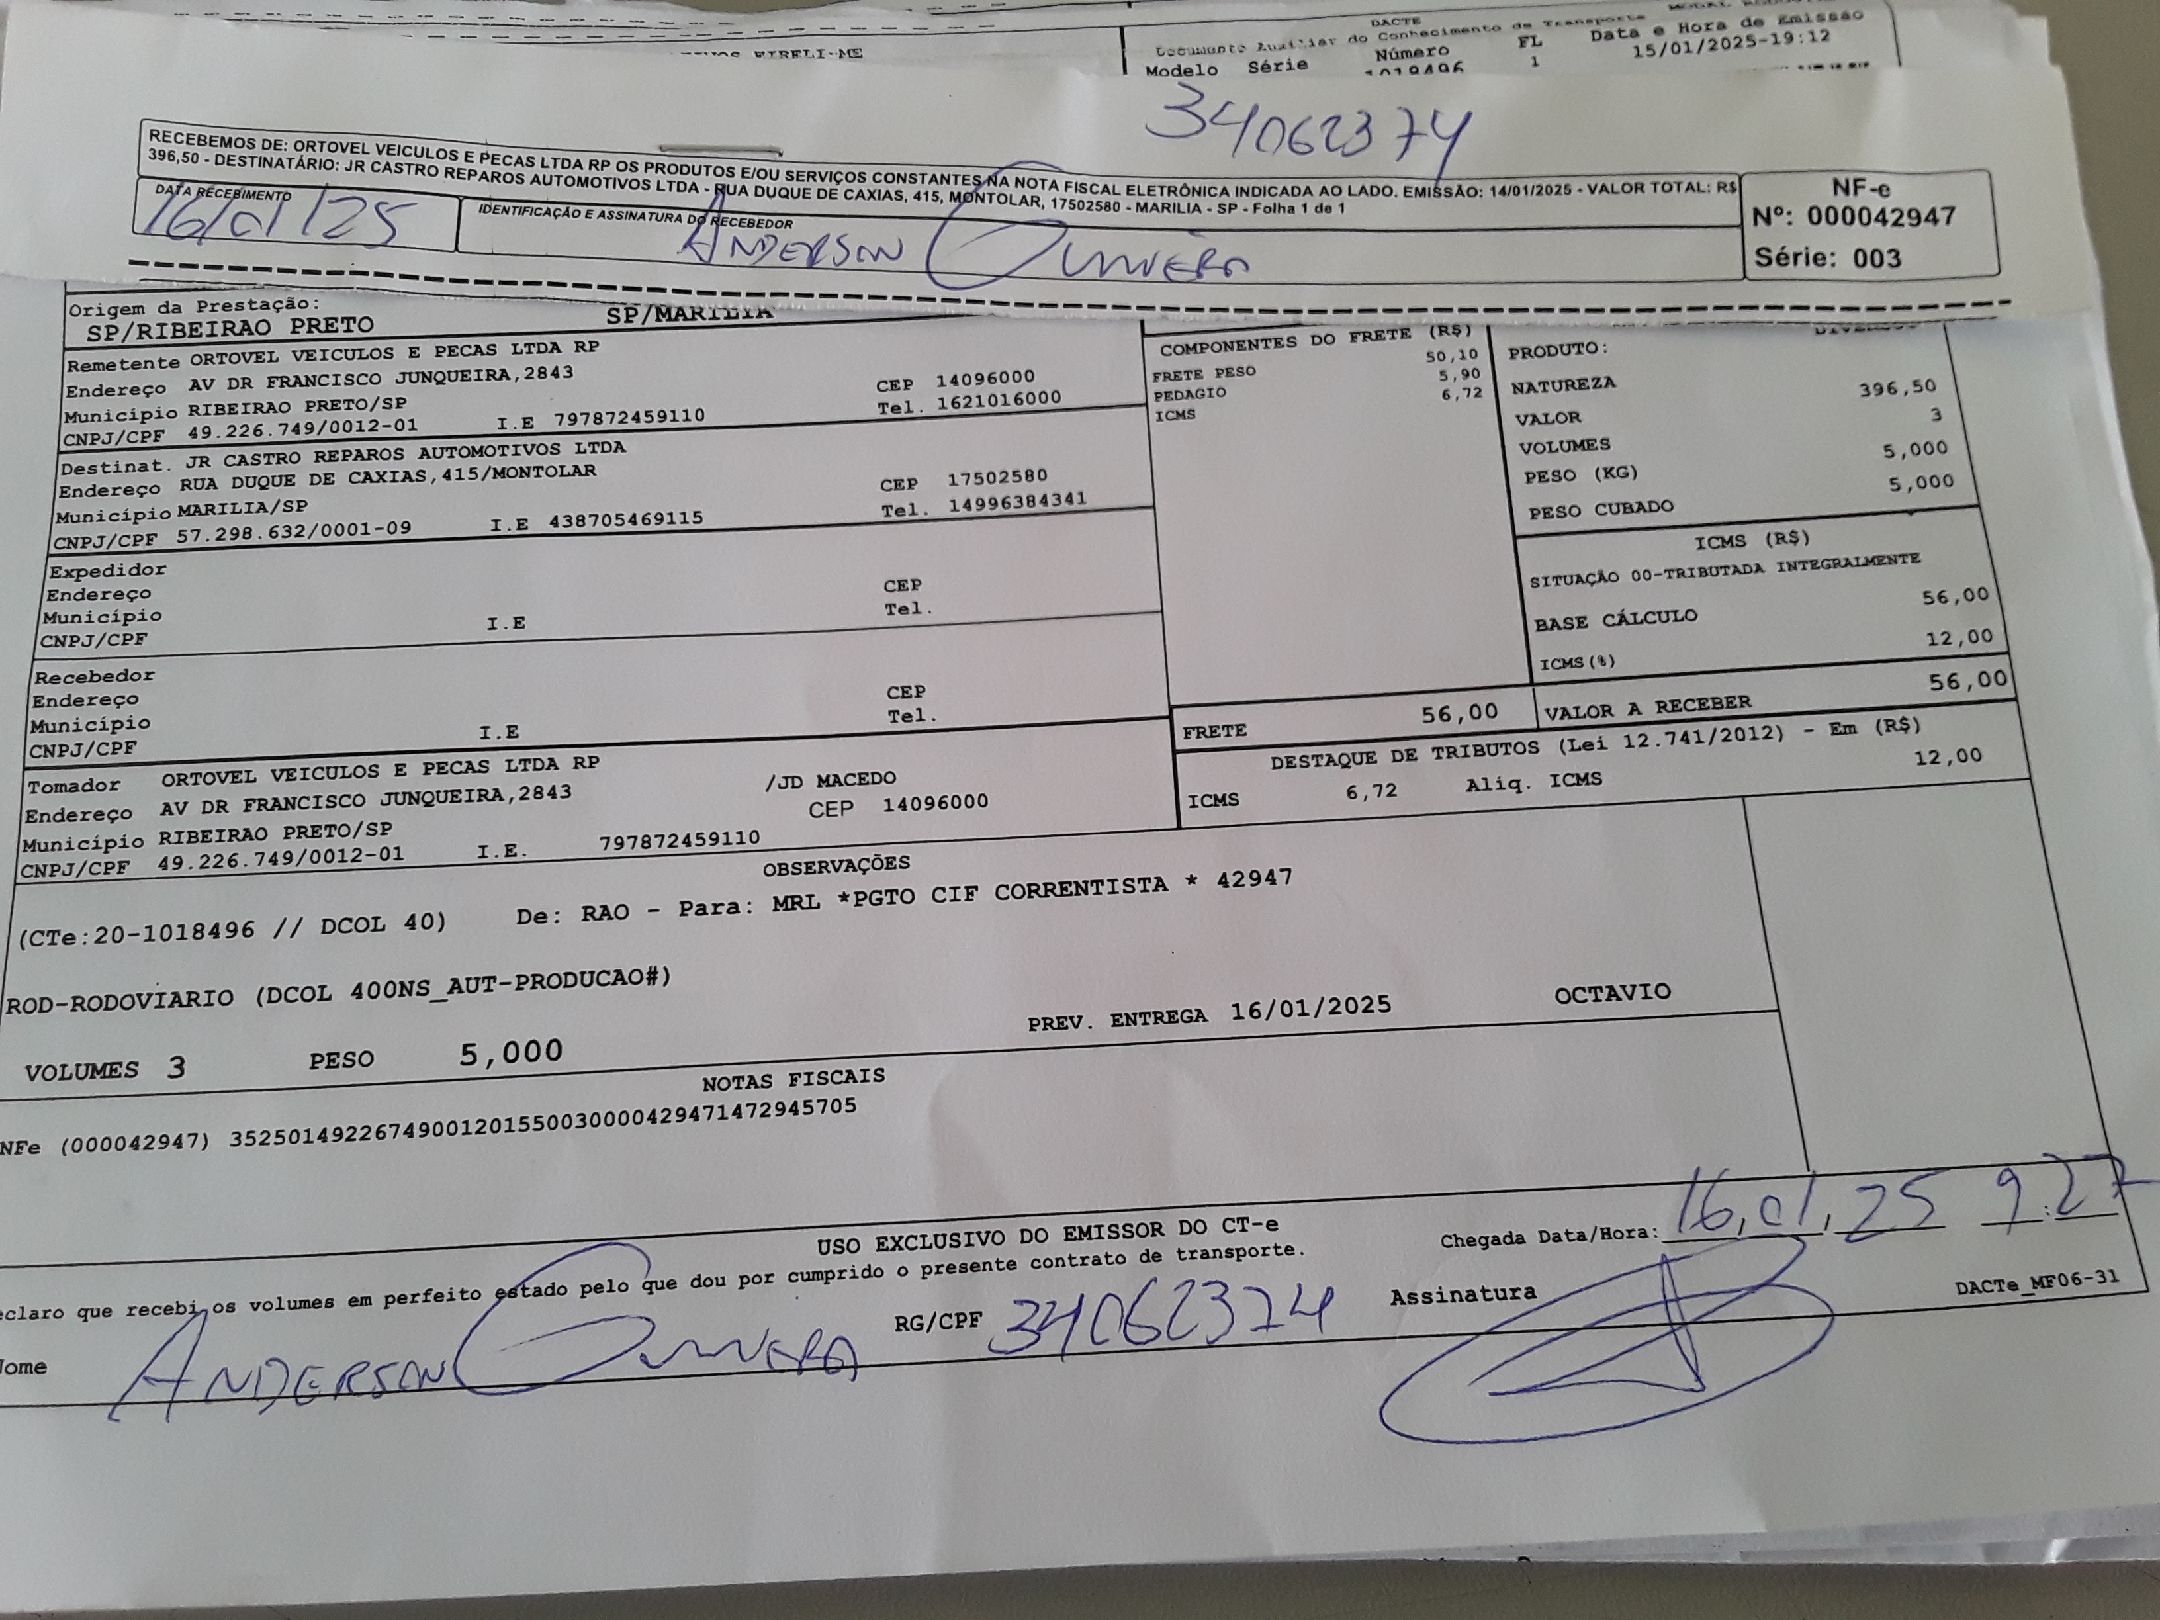 EIRELI-ME
DACTE
Documento Auxiliar do Conhecimento de Transporte
Modelo Série Número FL Data e Hora de Emissão
1018496 1 15/01/2025-19:12
34062374
RECEBEMOS DE: ORTOVEL VEICULOS E PECAS LTDA RP OS PRODUTOS E/OU SERVIÇOS CONSTANTES NA NOTA FISCAL ELETRÔNICA INDICADA AO LADO. EMISSÃO: 14/01/2025 - VALOR TOTAL: R$
396,50 - DESTINATÁRIO: JR CASTRO REPAROS AUTOMOTIVOS LTDA - RUA DUQUE DE CAXIAS, 415, MONTOLAR, 17502580 - MARILIA - SP - Folha 1 de 1
DATA RECEBIMENTO
16/01/25
IDENTIFICAÇÃO E ASSINATURA DO RECEBEDOR
ANDERSON OLIVEIRA
NF-e
Nº: 000042947
Série: 003
Origem da Prestação:
SP/RIBEIRAO PRETO SP/MARILIA
Remetente ORTOVEL VEICULOS E PECAS LTDA RP
Endereço AV DR FRANCISCO JUNQUEIRA,2843 CEP 14096000
Município RIBEIRAO PRETO/SP Tel. 1621016000
CNPJ/CPF 49.226.749/0012-01 I.E 797872459110
Destinat. JR CASTRO REPAROS AUTOMOTIVOS LTDA
Endereço RUA DUQUE DE CAXIAS,415/MONTOLAR CEP 17502580
Município MARILIA/SP Tel. 14996384341
CNPJ/CPF 57.298.632/0001-09 I.E 438705469115
Expedidor
Endereço CEP
Município Tel.
CNPJ/CPF I.E
Recebedor
Endereço CEP
Município Tel.
CNPJ/CPF I.E
Tomador ORTOVEL VEICULOS E PECAS LTDA RP
Endereço AV DR FRANCISCO JUNQUEIRA,2843 /JD MACEDO
Município RIBEIRAO PRETO/SP CEP 14096000
CNPJ/CPF 49.226.749/0012-01 I.E. 797872459110
COMPONENTES DO FRETE (R$)
FRETE PESO 50,10
PEDAGIO 5,90
ICMS 6,72
PRODUTO: DIVERSOS
NATUREZA
VALOR 396,50
VOLUMES 3
PESO (KG) 5,000
PESO CUBADO 5,000
ICMS (R$)
SITUAÇÃO 00-TRIBUTADA INTEGRALMENTE
BASE CÁLCULO 56,00
ICMS(%) 12,00
FRETE 56,00 VALOR A RECEBER 56,00
DESTAQUE DE TRIBUTOS (Lei 12.741/2012) - Em (R$)
ICMS 6,72 Aliq. ICMS 12,00
OBSERVAÇÕES
(CTe:20-1018496 // DCOL 40) De: RAO - Para: MRL *PGTO CIF CORRENTISTA * 42947
ROD-RODOVIARIO (DCOL 400NS_AUT-PRODUCAO#)
PREV. ENTREGA 16/01/2025 OCTAVIO
VOLUMES 3 PESO 5,000
NOTAS FISCAIS
NFe (000042947) 35250149226749001201550030000429471472945705
USO EXCLUSIVO DO EMISSOR DO CT-e
eclaro que recebi os volumes em perfeito estado pelo que dou por cumprido o presente contrato de transporte.
Chegada Data/Hora: 16,01,25 9:27
ome ANDERSON OLIVEIRA RG/CPF 34062374 Assinatura
DACTe_MF06-31